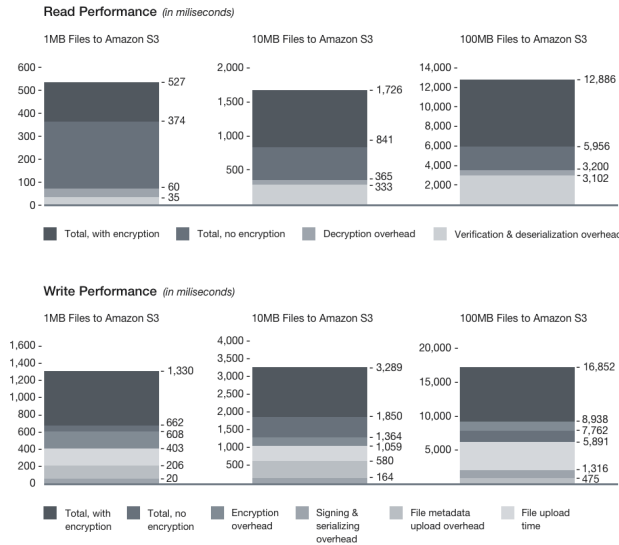 Read Performance (in miliseconds)
1MB Files to Amazon S3
600 -
500 -
400 -
300 -
200 -
100 -
0 -
- 527
- 374
- 60
- 35
10MB Files to Amazon S3
2,000 -
1,500 -
1,000 -
500 -
- 1,726
- 841
- 365
- 333
100MB Files to Amazon S3
14,000 -
12,000 -
10,000 -
8,000 -
6,000 -
4,000 -
2,000 -
- 12,886
- 5,956
- 3,200
- 3,102
Total, with encryption
Total, no encryption
Decryption overhead
Verification & deserialization overhead
Write Performance (in miliseconds)
1MB Files to Amazon S3
1,600 -
1,400 -
1,200 -
1,000 -
800 -
600 -
400 -
200 -
0 -
- 1,330
- 662
- 608
- 403
- 206
- 20
10MB Files to Amazon S3
4,000 -
3,500 -
3,000 -
2,500 -
2,000 -
1,500 -
1,000 -
500 -
- 3,289
- 1,850
- 1,364
- 1,059
- 580
- 164
100MB Files to Amazon S3
20,000 -
15,000 -
10,000 -
5,000 -
- 16,852
- 8,938
- 7,762
- 5,891
- 1,316
- 475
Total, with
encryption
Total, no
encryption
Encryption
overhead
Signing &
serializing
overhead
File metadata
upload overhead
File upload
time